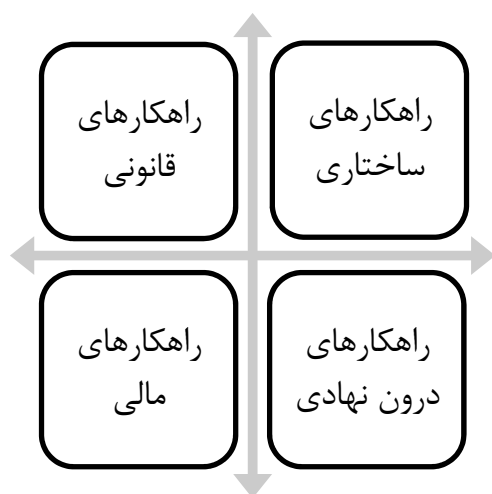 راهکارهای
ساختاری
راهکارهای
قانونی
راهکارهای
درون نهادی
راهکارهای
مالی